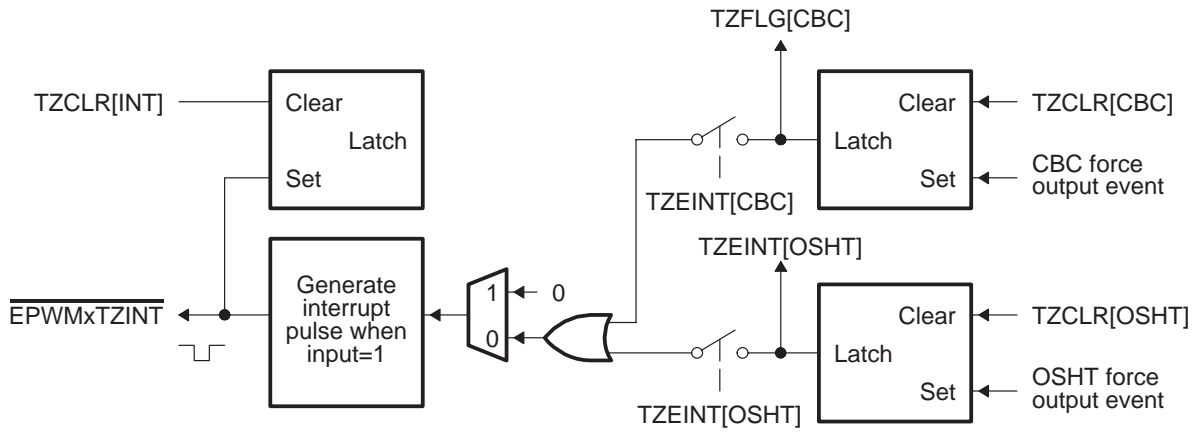 TZFLG[CBC]
TZCLR[INT]
Clear
Latch
Set
Clear
TZCLR[CBC]
Latch
Set
CBC force
output event
TZEINT[CBC]
TZEINT[OSHT]
Generate
interrupt
pulse when
input=1
EPWMxTZINT
1
0
0
Clear
TZCLR[OSHT]
Latch
Set
OSHT force
output event
TZEINT[OSHT]